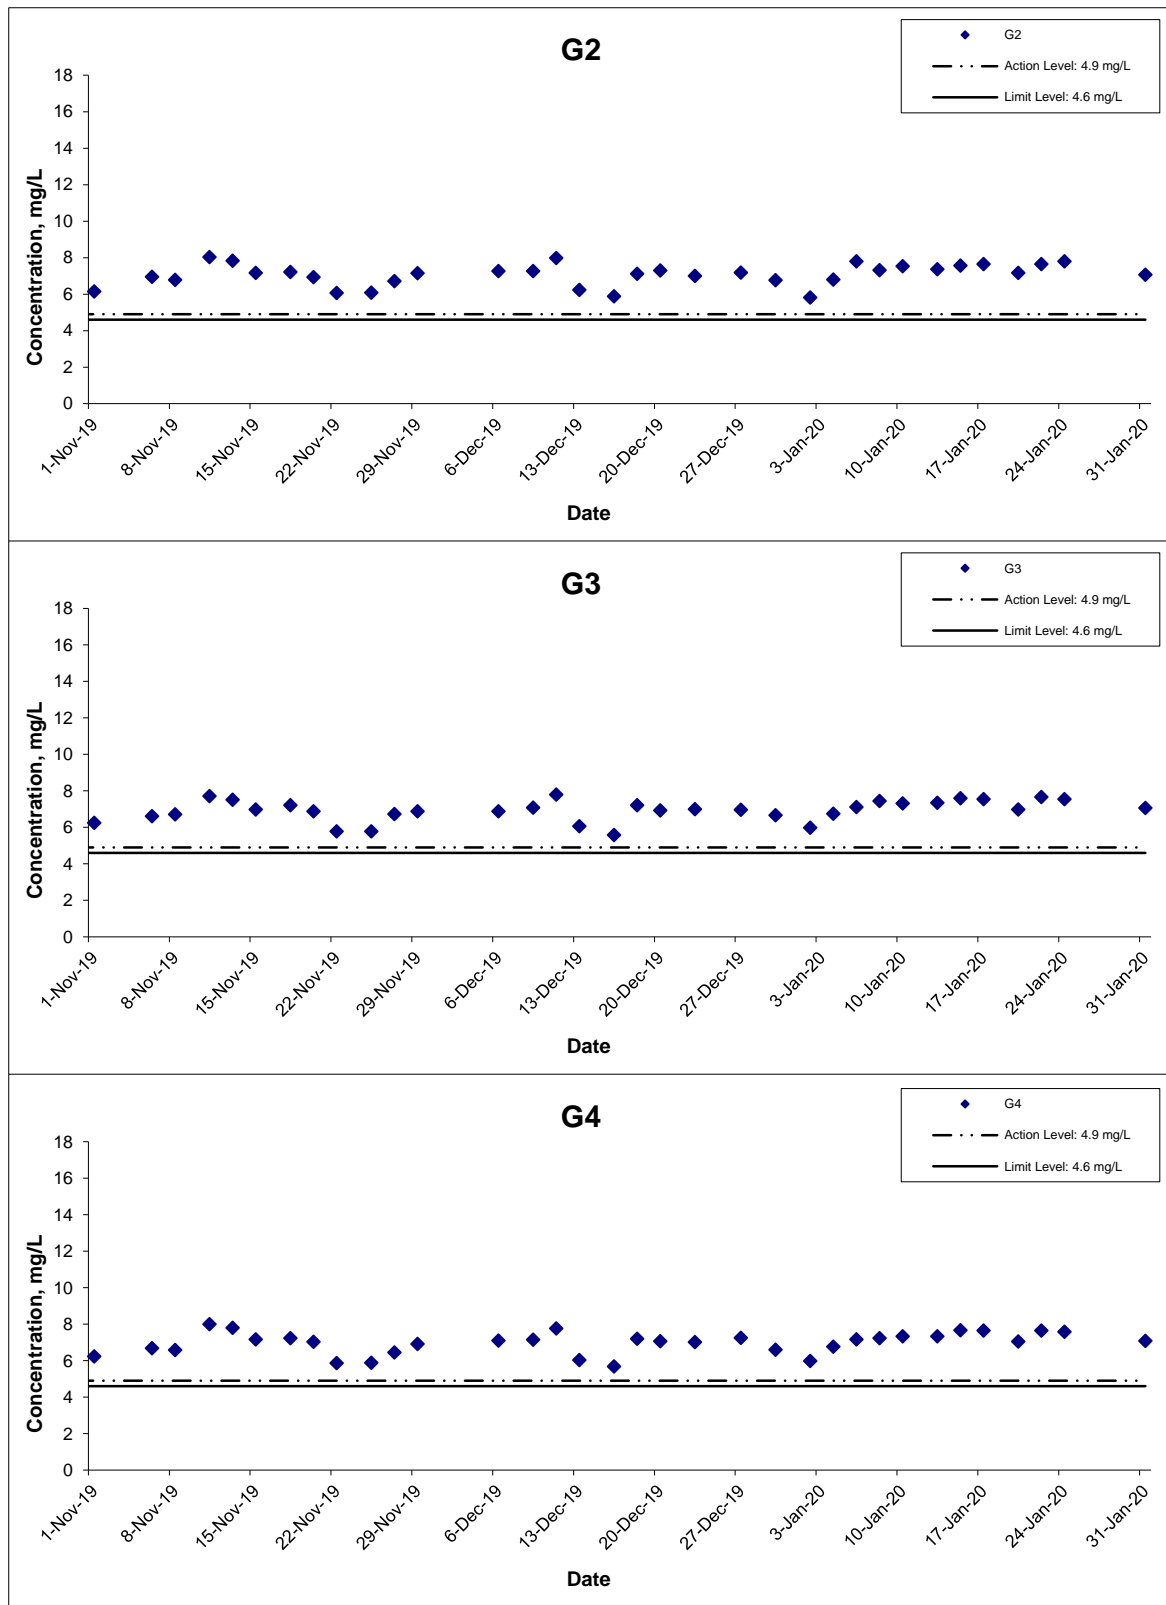 G2
G2
Action Level: 4.9 mg/L
Limit Level: 4.6 mg/L
Concentration, mg/L
18
16
14
12
10
8
6
4
2
0
1-Nov-19
8-Nov-19
15-Nov-19
22-Nov-19
29-Nov-19
6-Dec-19
13-Dec-19
20-Dec-19
27-Dec-19
3-Jan-20
10-Jan-20
17-Jan-20
24-Jan-20
31-Jan-20
Date
G3
G3
Action Level: 4.9 mg/L
Limit Level: 4.6 mg/L
Concentration, mg/L
18
16
14
12
10
8
6
4
2
0
1-Nov-19
8-Nov-19
15-Nov-19
22-Nov-19
29-Nov-19
6-Dec-19
13-Dec-19
20-Dec-19
27-Dec-19
3-Jan-20
10-Jan-20
17-Jan-20
24-Jan-20
31-Jan-20
Date
G4
G4
Action Level: 4.9 mg/L
Limit Level: 4.6 mg/L
Concentration, mg/L
18
16
14
12
10
8
6
4
2
0
1-Nov-19
8-Nov-19
15-Nov-19
22-Nov-19
29-Nov-19
6-Dec-19
13-Dec-19
20-Dec-19
27-Dec-19
3-Jan-20
10-Jan-20
17-Jan-20
24-Jan-20
31-Jan-20
Date